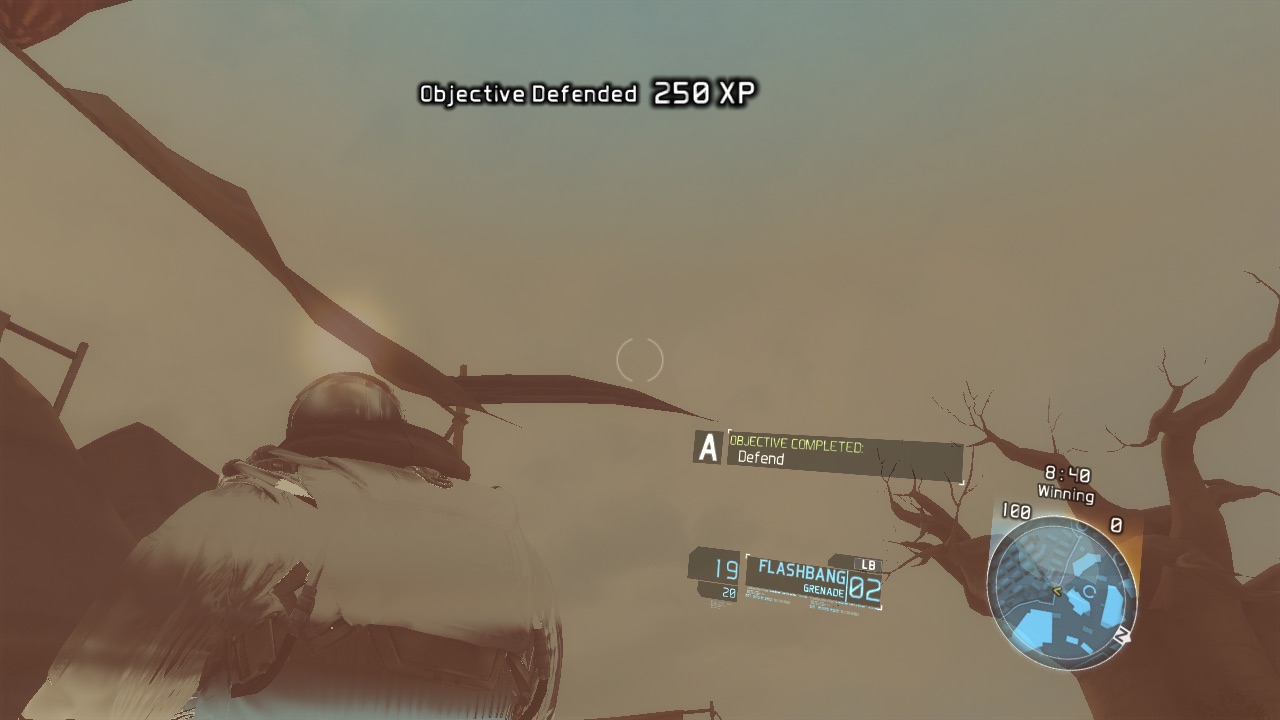 Objective Defended 250 XP
A
OBJECTIVE COMPLETED:
Defend
8:40
Winning
100
0
LB
19
FLASHBANG
GRENADE
02
20
N